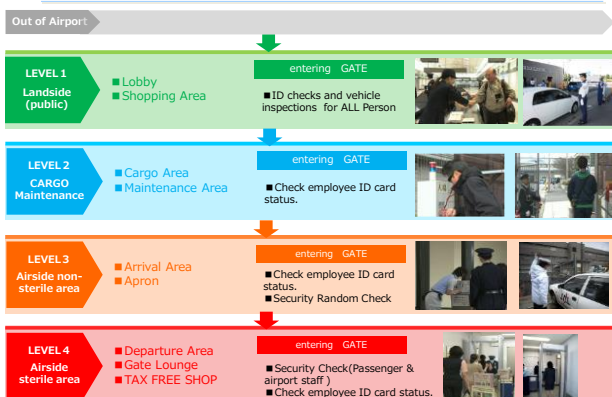 Out of Airport
LEVEL 1
Landside
(public)
■Lobby
■Shopping Area
entering GATE
■ID checks and vehicle
inspections for ALL Person
LEVEL 2
CARGO
Maintenance
■Cargo Area
■Maintenance Area
entering GATE
■Check employee ID card
status.
LEVEL 3
Airside non-
sterile area
■Arrival Area
■Apron
entering GATE
■Check employee ID card
status.
■Security Random Check
LEVEL 4
Airside
sterile area
■Departure Area
■Gate Lounge
■TAX FREE SHOP
entering GATE
■Security Check(Passenger &
airport staff )
■Check employee ID card status.